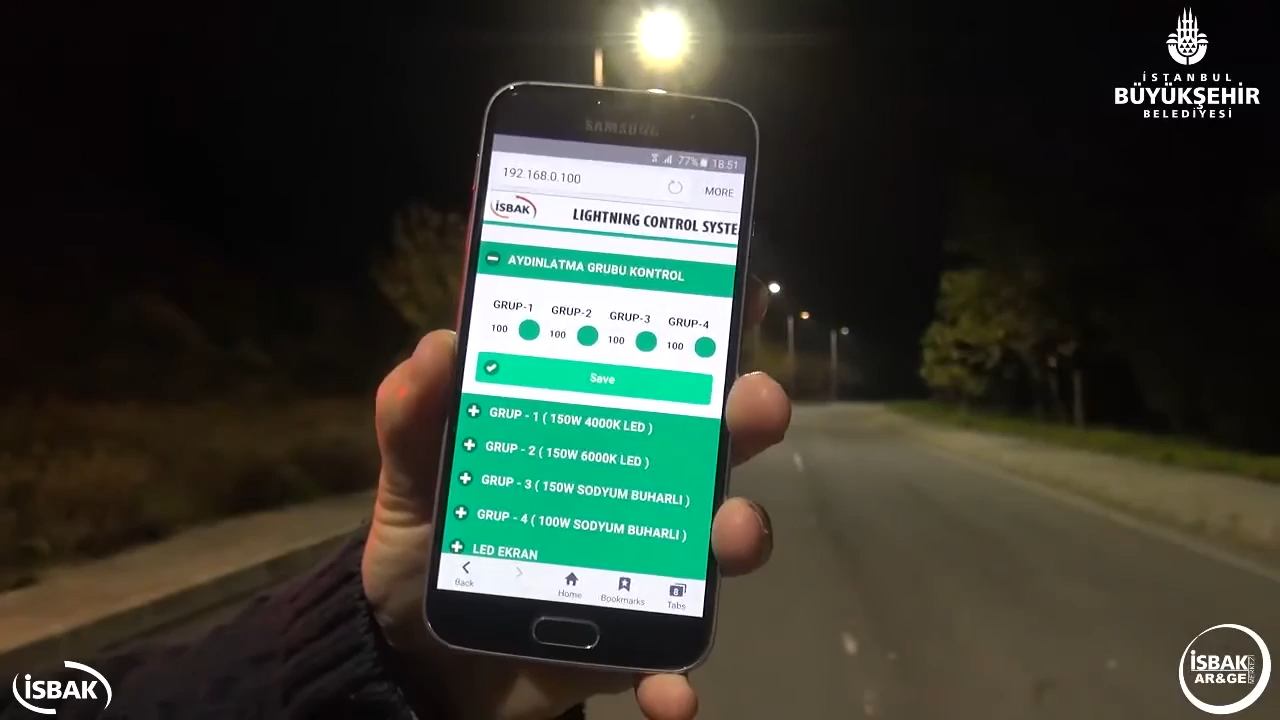 İSTANBUL
BÜYÜKŞEHİR
BELEDİYESİ
SAMSUNG
77% 18:51
192.168.0.100
MORE
İSBAK
LIGHTNING CONTROL SYSTE
AYDINLATMA GRUBU KONTROL
GRUP-1 GRUP-2 GRUP-3 GRUP-4
100 100 100 100
Save
GRUP - 1 ( 150W 4000K LED )
GRUP - 2 ( 150W 6000K LED )
GRUP - 3 ( 150W SODYUM BUHARLI )
GRUP - 4 ( 100W SODYUM BUHARLI )
LED EKRAN
Back Home Bookmarks Tabs
8
İSBAK
İSBAK
AR&GE
MERKEZİ